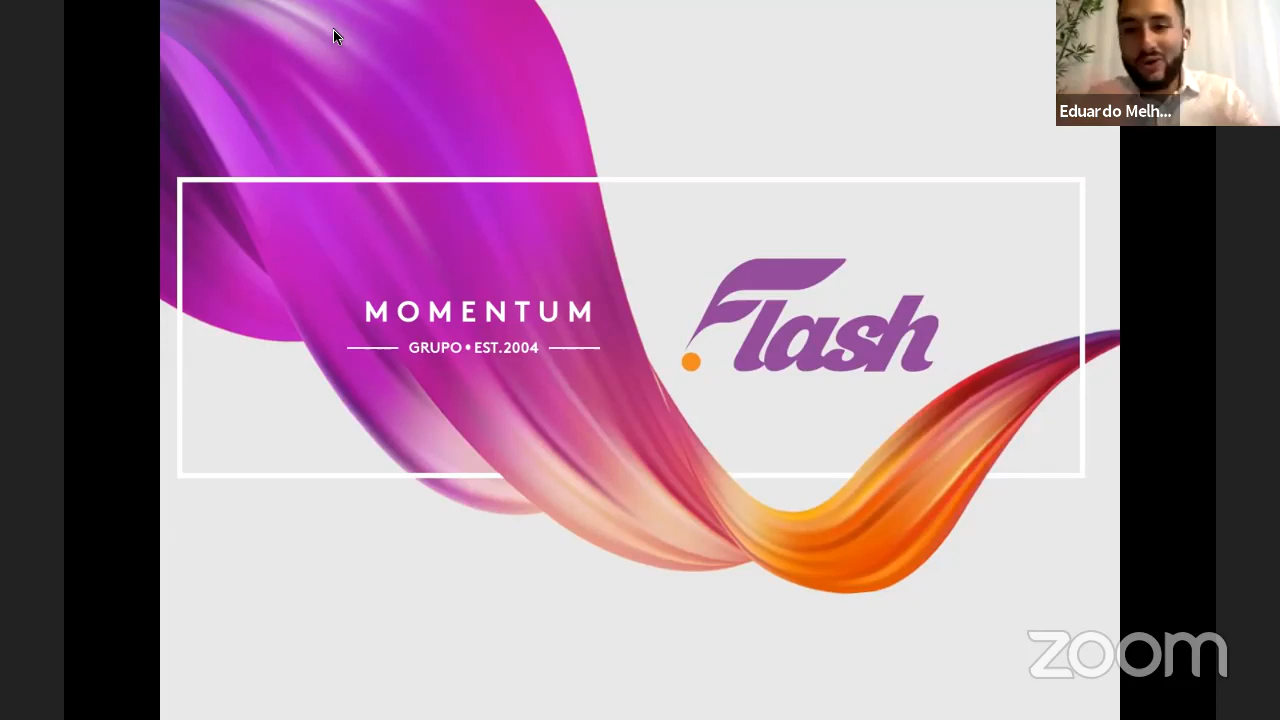 Eduardo Melh...
MOMENTUM
GRUPO • EST.2004
Flash
zoom